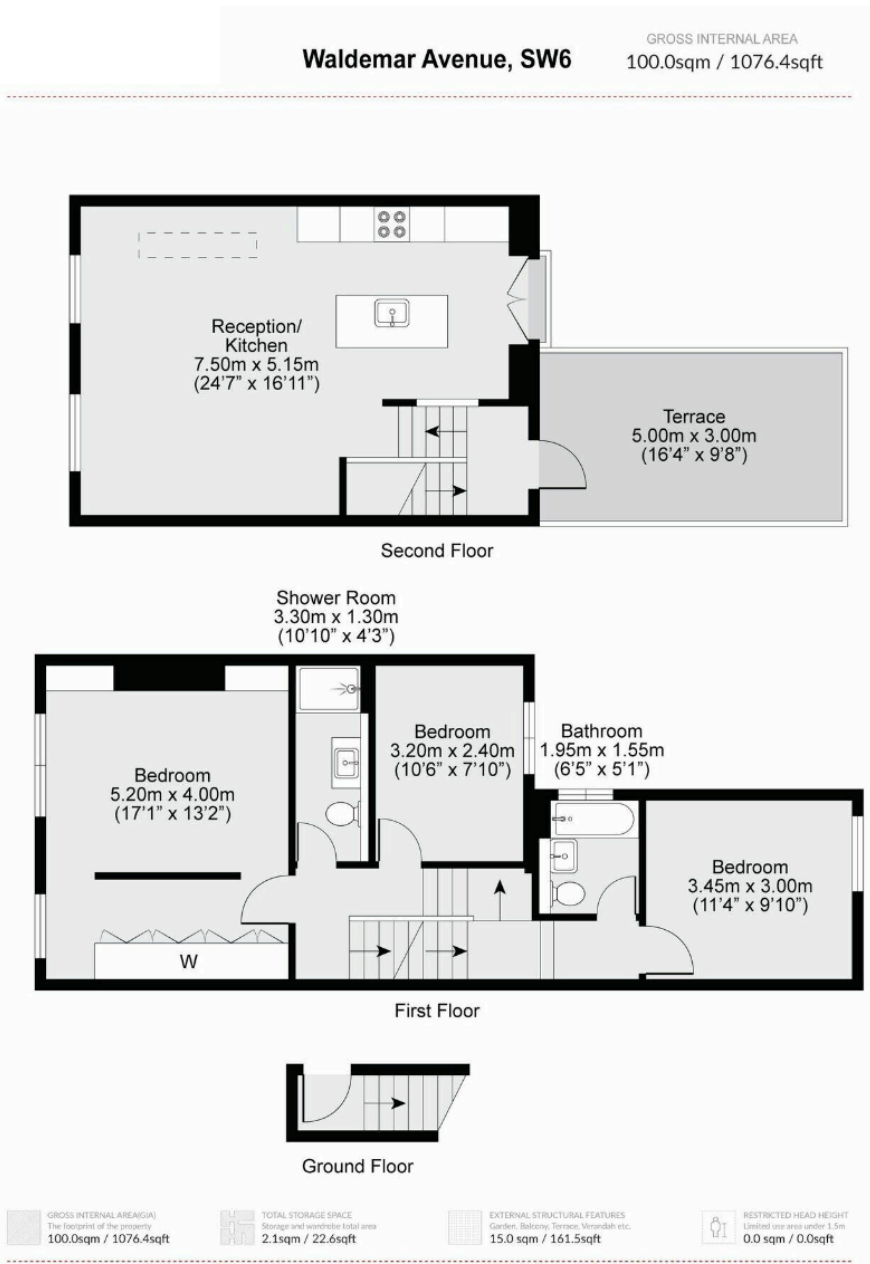 Waldemar Avenue, SW6
GROSS INTERNAL AREA
100.0sqm / 1076.4sqft
Reception/
Kitchen
7.50m x 5.15m
(24'7” x 16'11”)
Terrace
5.00m x 3.00m
(16'4” x 9'8”)
Second Floor
Shower Room
3.30m x 1.30m
(10'10” x 4'3”)
Bedroom
3.20m x 2.40m
(10'6” x 7'10”)
Bathroom
1.95m x 1.55m
(6'5” x 5'1”)
Bedroom
5.20m x 4.00m
(17'1” x 13'2”)
Bedroom
3.45m x 3.00m
(11'4” x 9'10”)
W
First Floor
Ground Floor
GROSS INTERNAL AREA(GIA)
The footprint of the property
100.0sqm / 1076.4sqft
TOTAL STORAGE SPACE
Storage and wardrobe total area
2.1sqm / 22.6sqft
EXTERNAL STRUCTURAL FEATURES
Garden, Balcony, Terrace, Verandah etc.
15.0 sqm / 161.5sqft
RESTRICTED HEAD HEIGHT
Limited use area under 1.5m
0.0 sqm / 0.0sqft